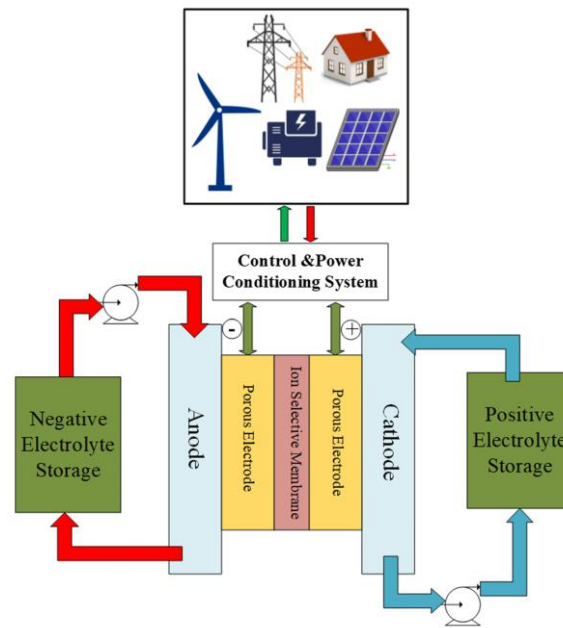 Control &Power
Conditioning System
-
+
Negative
Electrolyte
Storage
Anode
Porous Electrode
Ion Selective Membrane
Porous Electrode
Cathode
Positive
Electrolyte
Storage